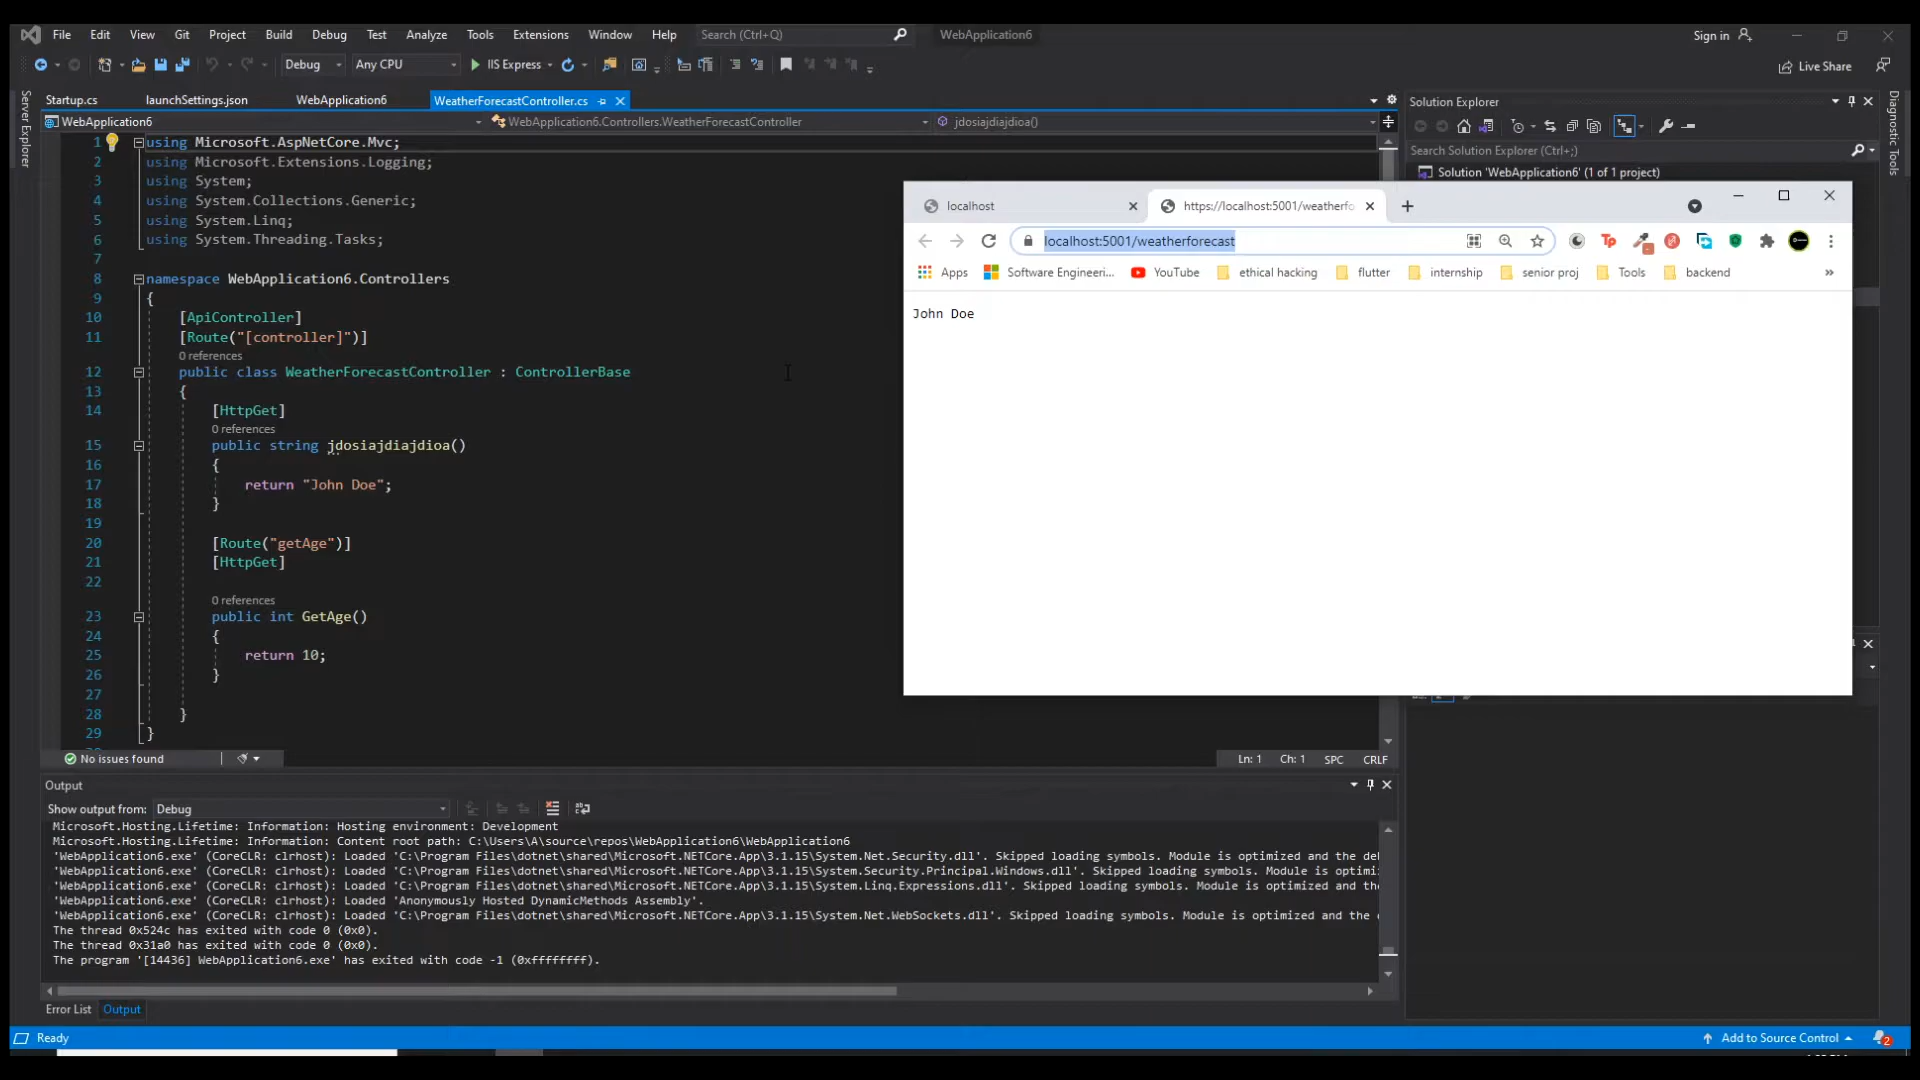 File Edit View Git Project Build Debug Test Analyze Tools Extensions Window Help Search (Ctrl+Q) WebApplication6 Sign in
Debug Any CPU IIS Express Live Share
Server Explorer
Startup.cs launchSettings.json WebApplication6 WeatherForecastController.cs
WebApplication6 WebApplication6.Controllers.WeatherForecastController jdosiajdiajdioa()
1 using Microsoft.AspNetCore.Mvc;
2 using Microsoft.Extensions.Logging;
3 using System;
4 using System.Collections.Generic;
5 using System.Linq;
6 using System.Threading.Tasks;
7
8 namespace WebApplication6.Controllers
9 {
10 [ApiController]
11 [Route("[controller]")]
0 references
12 public class WeatherForecastController : ControllerBase
13 {
14 [HttpGet]
0 references
15 public string jdosiajdiajdioa()
16 {
17 return "John Doe";
18 }
19
20 [Route("getAge")]
21 [HttpGet]
22
0 references
23 public int GetAge()
24 {
25 return 10;
26 }
27
28 }
29 }
No issues found Ln: 1 Ch: 1 SPC CRLF
Solution Explorer
Search Solution Explorer (Ctrl+;)
Solution 'WebApplication6' (1 of 1 project)
Diagnostic Tools
localhost https://localhost:5001/weatherfo
localhost:5001/weatherforecast
Apps Software Engineeri... YouTube ethical hacking flutter internship senior proj Tools backend »
John Doe
Output
Show output from: Debug
Microsoft.Hosting.Lifetime: Information: Hosting environment: Development
Microsoft.Hosting.Lifetime: Information: Content root path: C:\Users\A\source\repos\WebApplication6\WebApplication6
'WebApplication6.exe' (CoreCLR: clrhost): Loaded 'C:\Program Files\dotnet\shared\Microsoft.NETCore.App\3.1.15\System.Net.Security.dll'. Skipped loading symbols. Module is optimized and the del
'WebApplication6.exe' (CoreCLR: clrhost): Loaded 'C:\Program Files\dotnet\shared\Microsoft.NETCore.App\3.1.15\System.Security.Principal.Windows.dll'. Skipped loading symbols. Module is optimi
'WebApplication6.exe' (CoreCLR: clrhost): Loaded 'C:\Program Files\dotnet\shared\Microsoft.NETCore.App\3.1.15\System.Linq.Expressions.dll'. Skipped loading symbols. Module is optimized and th
'WebApplication6.exe' (CoreCLR: clrhost): Loaded 'Anonymously Hosted DynamicMethods Assembly'.
'WebApplication6.exe' (CoreCLR: clrhost): Loaded 'C:\Program Files\dotnet\shared\Microsoft.NETCore.App\3.1.15\System.Net.WebSockets.dll'. Skipped loading symbols. Module is optimized and the
The thread 0x524c has exited with code 0 (0x0).
The thread 0x31a0 has exited with code 0 (0x0).
The program '[14436] WebApplication6.exe' has exited with code -1 (0xffffffff).
Error List Output
Ready Add to Source Control 2